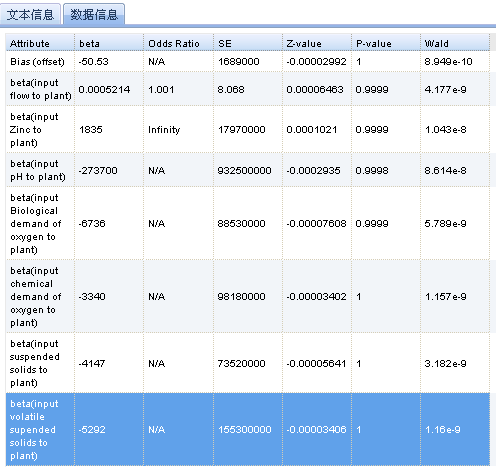 文本信息 数据信息
Attribute beta Odds Ratio SE Z-value P-value Wald
Bias (offset) -50.53 N/A 1689000 -0.00002992 1 8.949e-10
beta(input
flow to plant) 0.0005214 1.001 8.068 0.00006463 0.9999 4.177e-9
beta(input
Zinc to
plant) 1835 Infinity 17970000 0.0001021 0.9999 1.043e-8
beta(input
pH to plant) -273700 N/A 932500000 -0.0002935 0.9998 8.614e-8
beta(input
Biological
demand of
oxygen to
plant) -6736 N/A 88530000 -0.00007608 0.9999 5.789e-9
beta(input
chemical
demand of
oxygen to
plant) -3340 N/A 98180000 -0.00003402 1 1.157e-9
beta(input
suspended
solids to
plant) -4147 N/A 73520000 -0.00005641 1 3.182e-9
beta(input
volatile
supended
solids to
plant) -5292 N/A 155300000 -0.00003406 1 1.16e-9